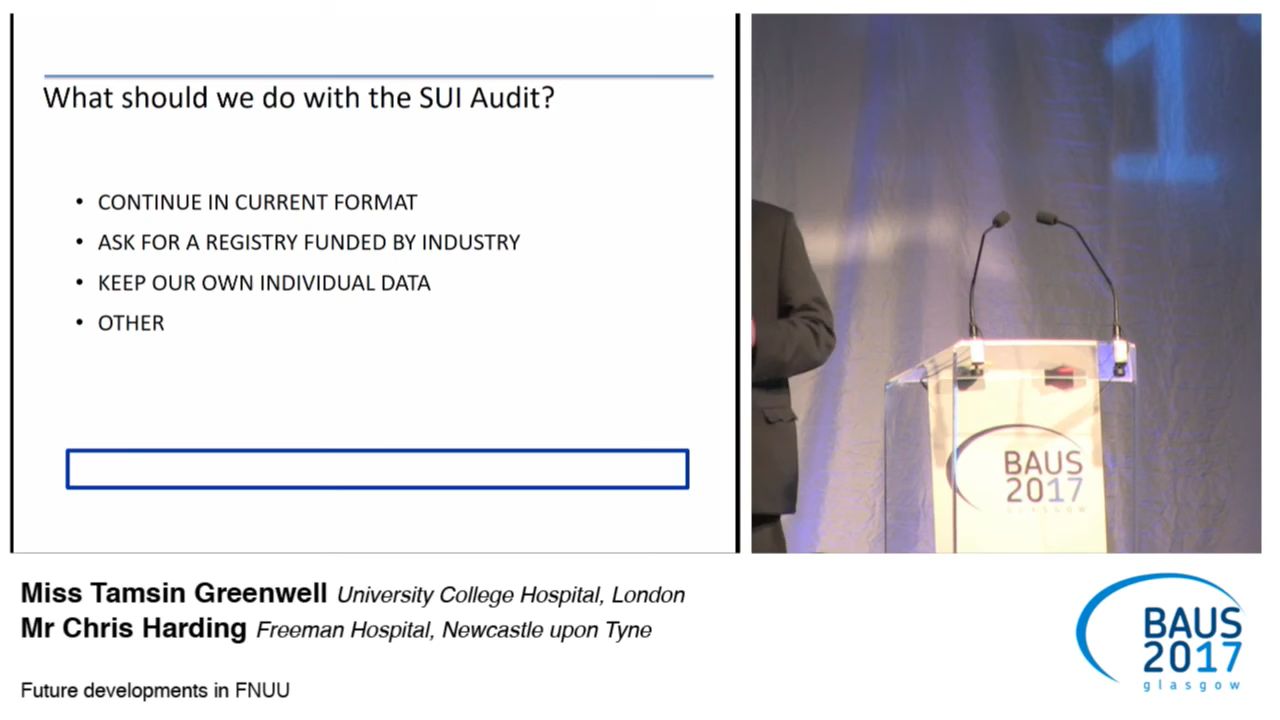 What should we do with the SUI Audit?
• CONTINUE IN CURRENT FORMAT
• ASK FOR A REGISTRY FUNDED BY INDUSTRY
• KEEP OUR OWN INDIVIDUAL DATA
• OTHER
1
BAUS
2017
GLASGOW
Miss Tamsin Greenwell University College Hospital, London
Mr Chris Harding Freeman Hospital, Newcastle upon Tyne
Future developments in FNUU
BAUS
2017
glasgow